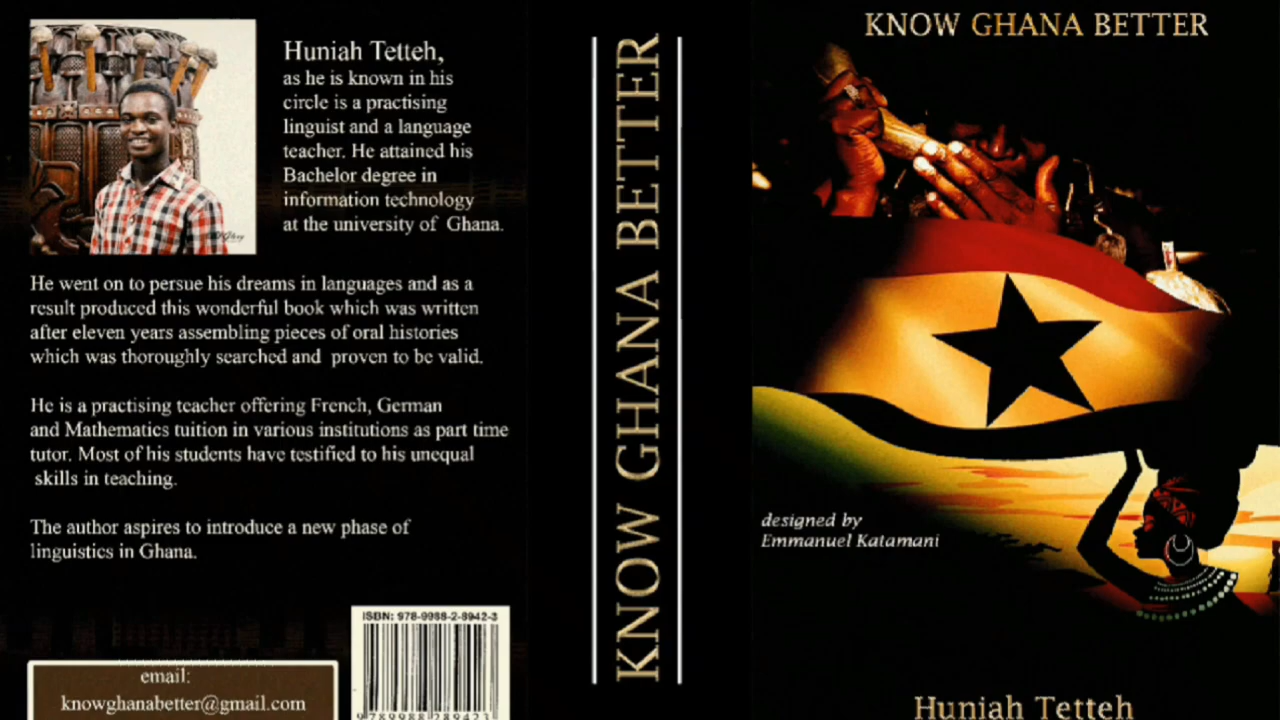 Huniah Tetteh,
as he is known in his
circle is a practising
linguist and a language
teacher. He attained his
Bachelor degree in
information technology
at the university of Ghana.
He went on to persue his dreams in languages and as a
result produced this wonderful book which was written
after eleven years assembling pieces of oral histories
which was thoroughly searched and proven to be valid.
He is a practising teacher offering French, German
and Mathematics tuition in various institutions as part time
tutor. Most of his students have testified to his unequal
skills in teaching.
The author aspires to introduce a new phase of
linguistics in Ghana.
email:
knowghanabetter@gmail.com
ISBN: 978-9988-2-8942-3
9789988 289423
KNOW GHANA BETTER
KNOW GHANA BETTER
designed by
Emmanuel Katamani
Huniah Tetteh